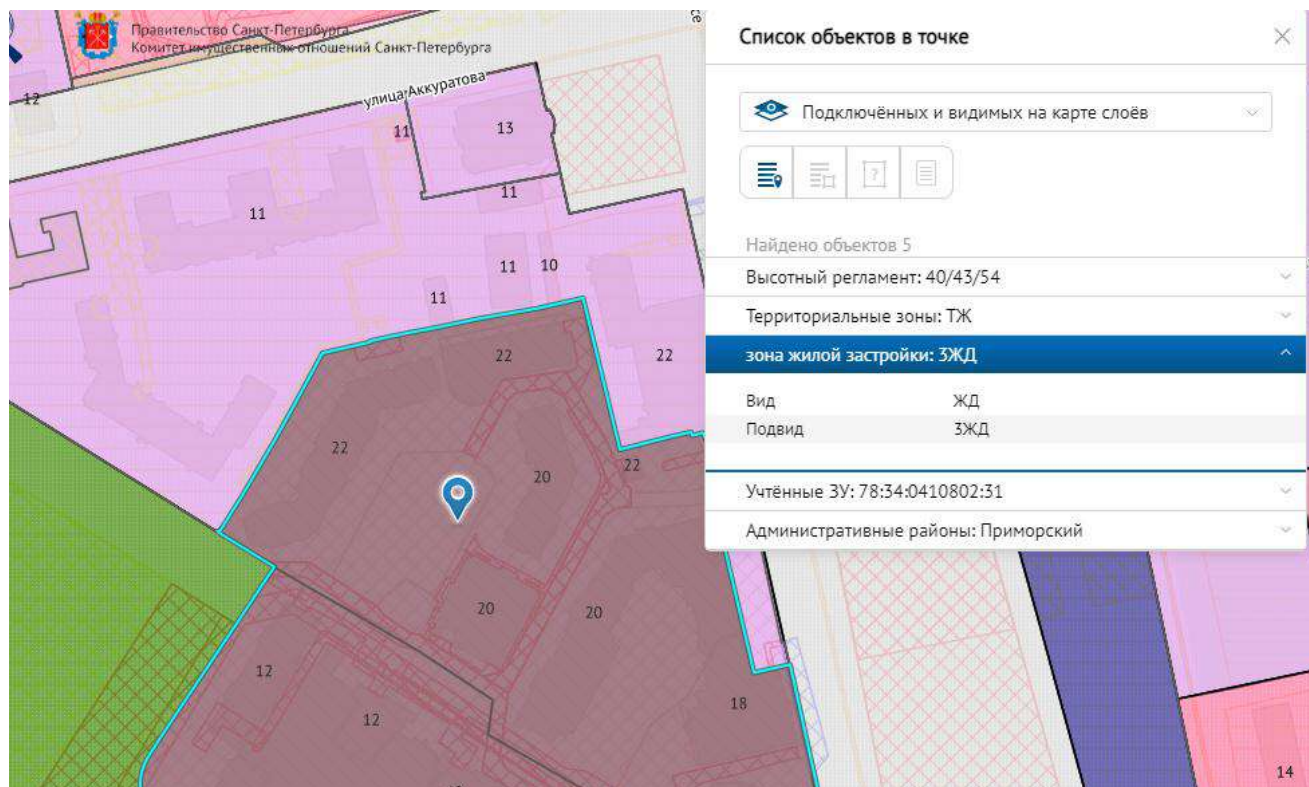 Правительство Санкт-Петербурга
Комитет имущественных отношений Санкт-Петербурга
12
улица Аккуратова
се
11
13
11
11
11
10
11
22
22
22
20
22
20
20
12
12
18
14
Список объектов в точке
Подключённых и видимых на карте слоёв
?
Найдено объектов 5
Высотный регламент: 40/43/54
Территориальные зоны: ТЖ
зона жилой застройки: 3ЖД
Вид ЖД
Подвид 3ЖД
Учтённые ЗУ: 78:34:0410802:31
Административные районы: Приморский